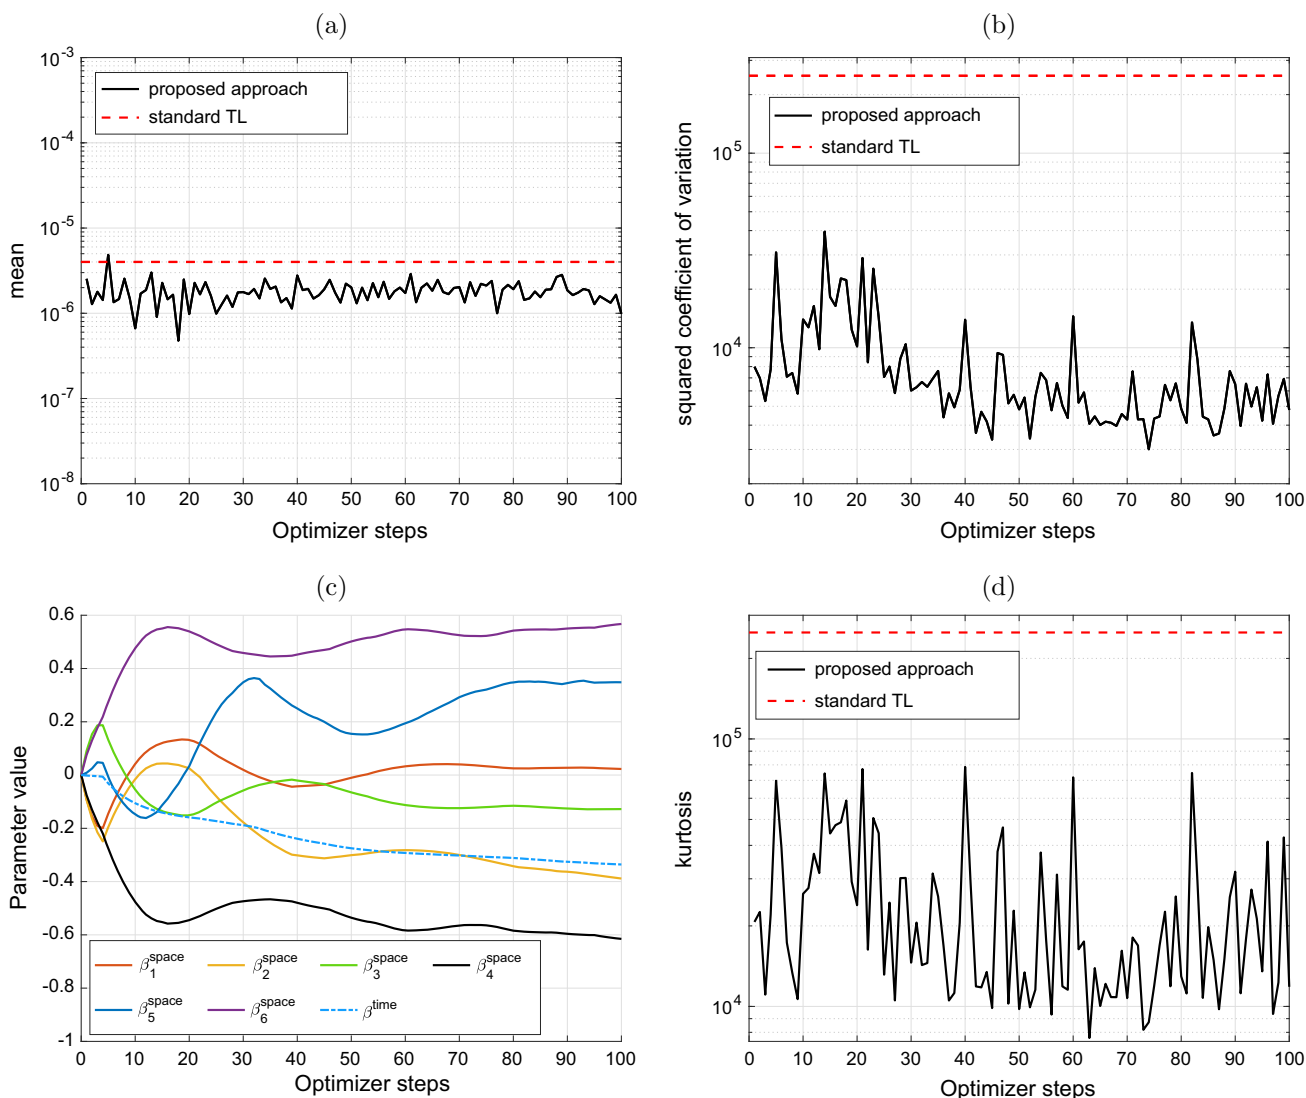 (a)
10^-3
10^-4
10^-5
10^-6
10^-7
10^-8
mean
proposed approach
standard TL
0 10 20 30 40 50 60 70 80 90 100
Optimizer steps
(b)
10^5
10^4
squared coefficient of variation
proposed approach
standard TL
0 10 20 30 40 50 60 70 80 90 100
Optimizer steps
(c)
0.6
0.4
0.2
0
-0.2
-0.4
-0.6
-0.8
-1
Parameter value
β_1^space β_2^space β_3^space β_4^space
β_5^space β_6^space β^time
0 10 20 30 40 50 60 70 80 90 100
Optimizer steps
(d)
10^5
10^4
kurtosis
proposed approach
standard TL
0 10 20 30 40 50 60 70 80 90 100
Optimizer steps